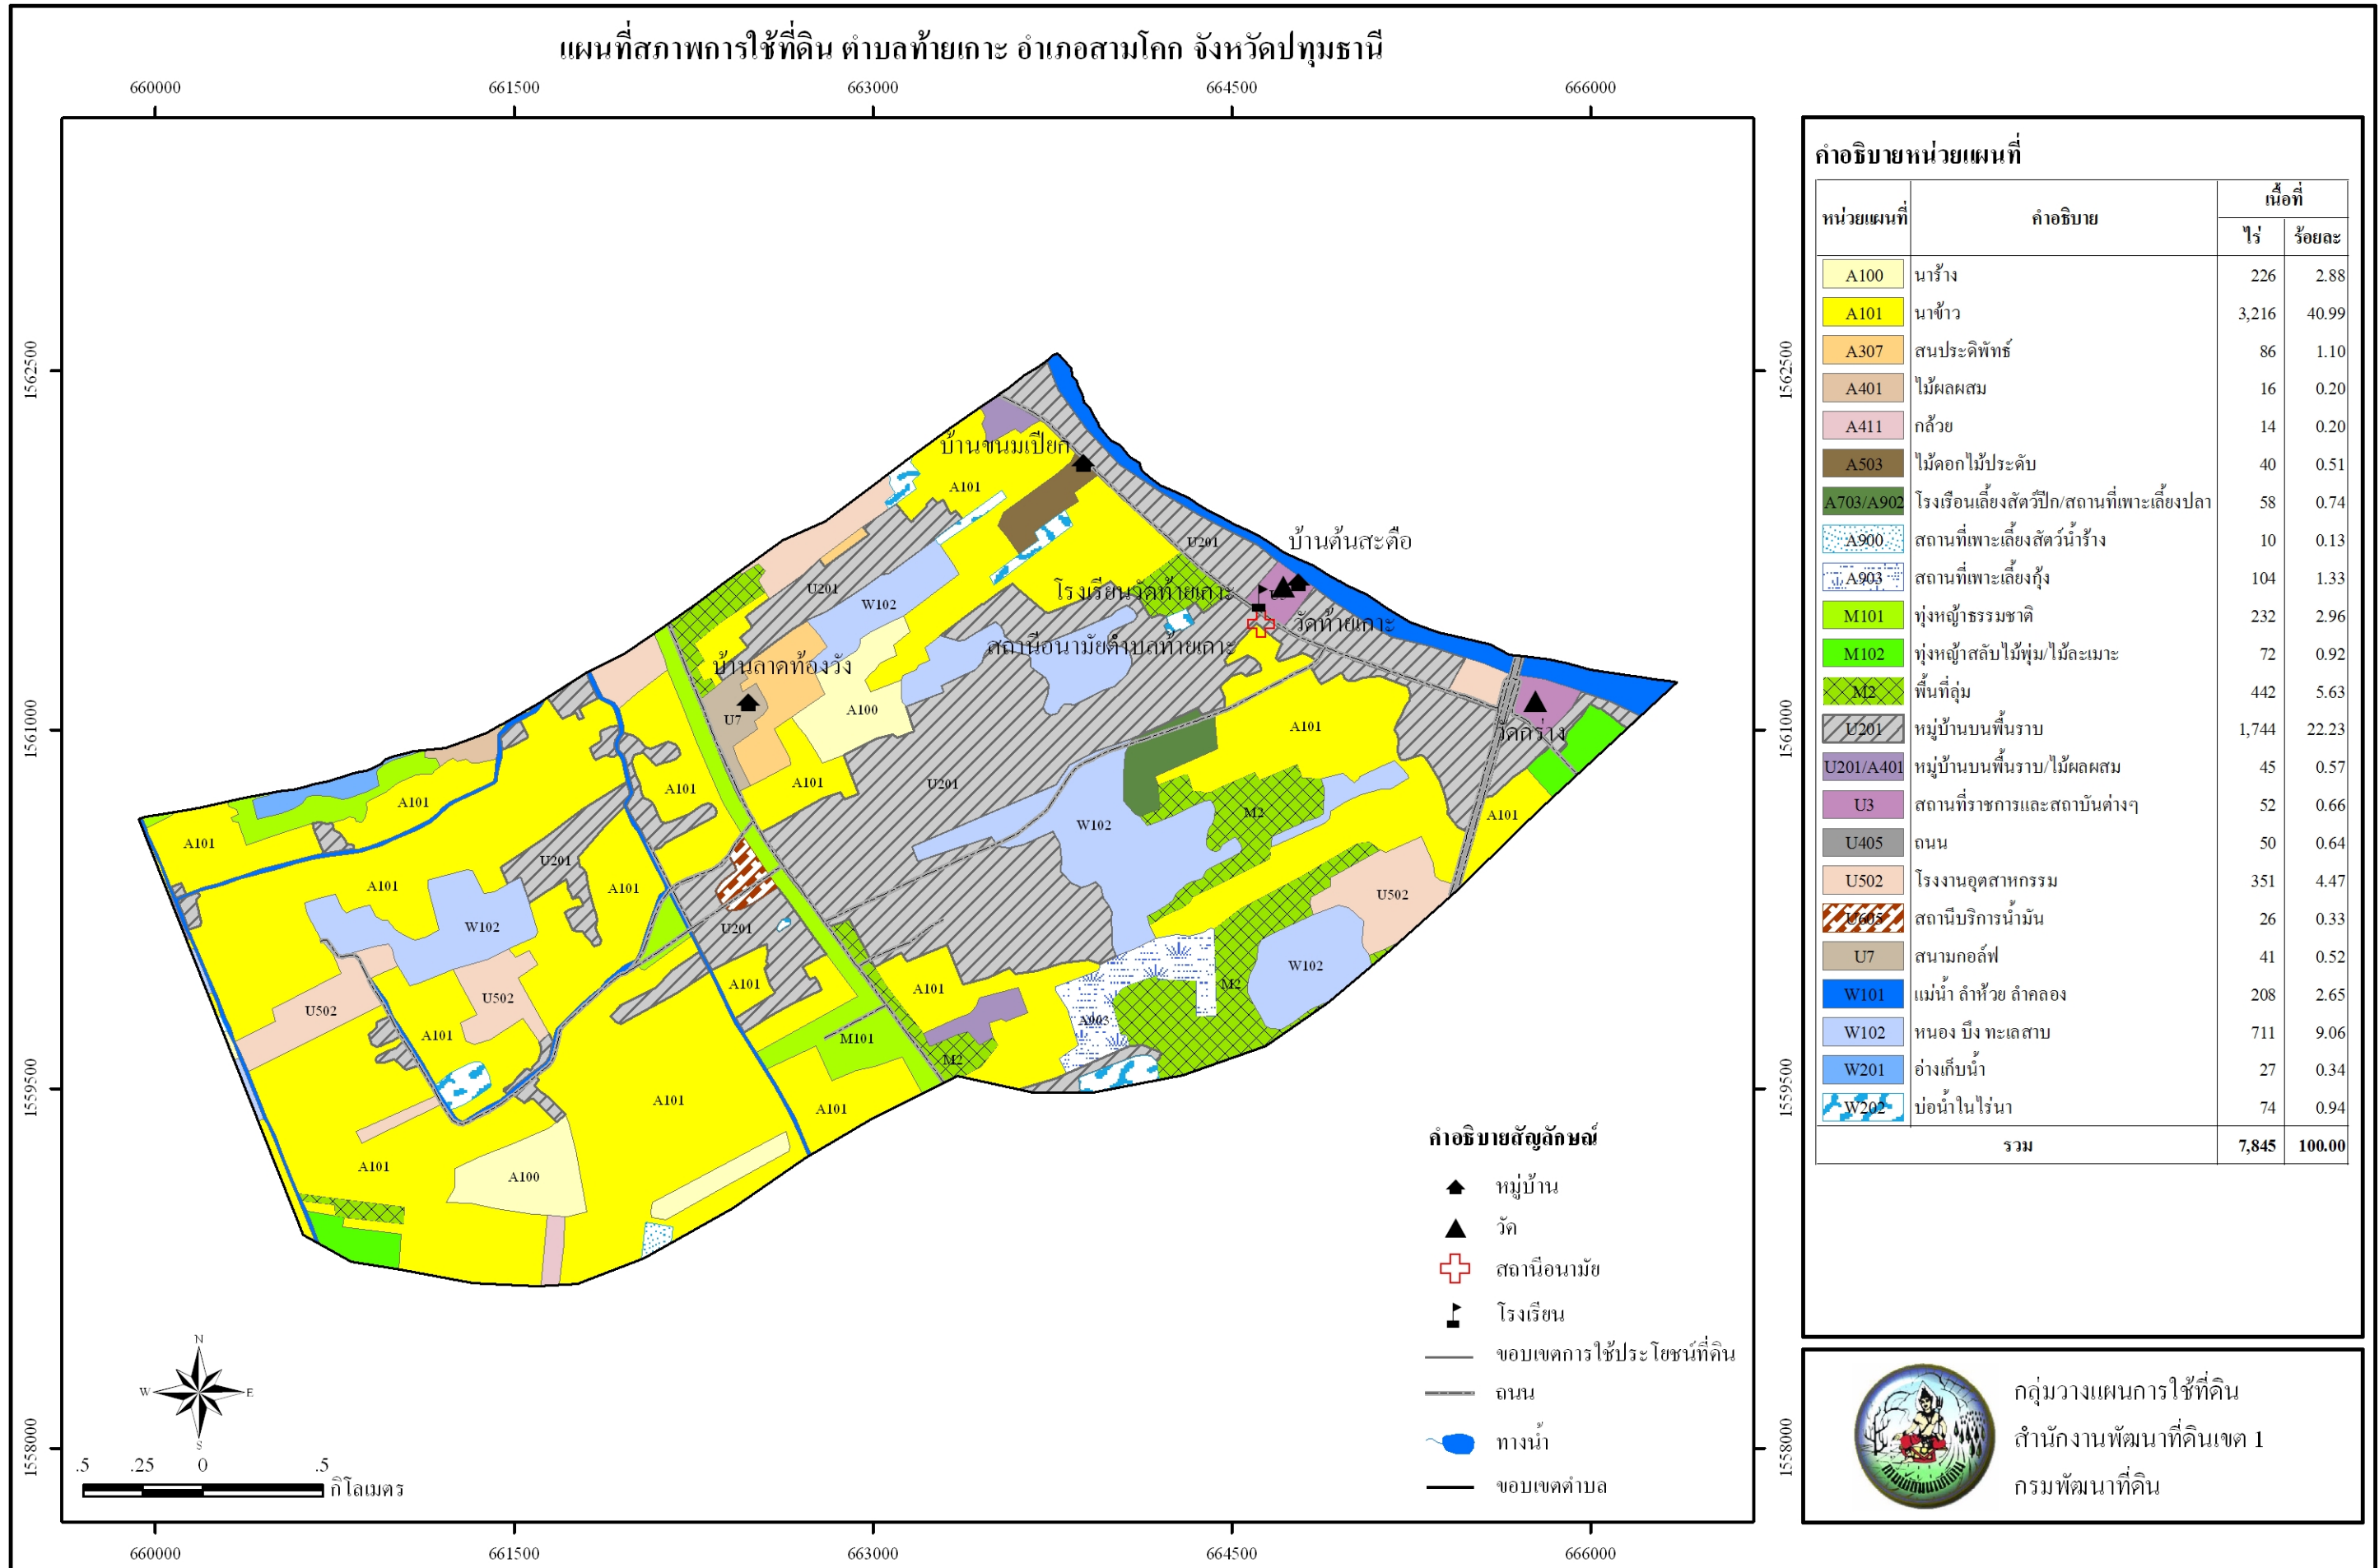 แผนที่สภาพการใช้ที่ดิน ตำบลท้ายเกาะ อำเภอสามโคก จังหวัดปทุมธานี
660000 661500 663000 664500 666000
1562500 1562500
บ้านขนมเปียก
A101
U201
บ้านต้นสะตือ
U201
W102
โรงเรียนวัดท้ายเกาะ
วัดท้ายเกาะ
สถานีอนามัยตำบลท้ายเกาะ
บ้านลาดท้องวัง
U7
A100
A101
วัดกร่าง
1561000 1561000
A101
A101
U201
A101
A101
W102
M2
A101
U201
A101
A101
U502
W102
U201
W102
A101
A101
M2
U502
U502
A101
M101
A903
M2
1559500 1559500
A101
A101
A101
A100
คำอธิบายสัญลักษณ์
หมู่บ้าน
วัด
สถานีอนามัย
โรงเรียน
ขอบเขตการใช้ประโยชน์ที่ดิน
ถนน
ทางน้ำ
ขอบเขตตำบล
N
W E
S
1558000 1558000
.5 .25 0 .5
กิโลเมตร
660000 661500 663000 664500 666000
คำอธิบายหน่วยแผนที่
หน่วยแผนที่ คำอธิบาย เนื้อที่
ไร่ ร้อยละ
A100 นาร้าง 226 2.88
A101 นาข้าว 3,216 40.99
A307 สนประดิพัทธ์ 86 1.10
A401 ไม้ผลผสม 16 0.20
A411 กล้วย 14 0.20
A503 ไม้ดอกไม้ประดับ 40 0.51
A703/A902 โรงเรือนเลี้ยงสัตว์ปีก/สถานที่เพาะเลี้ยงปลา 58 0.74
A900 สถานที่เพาะเลี้ยงสัตว์น้ำร้าง 10 0.13
A903 สถานที่เพาะเลี้ยงกุ้ง 104 1.33
M101 ทุ่งหญ้าธรรมชาติ 232 2.96
M102 ทุ่งหญ้าสลับไม้พุ่ม/ไม้ละเมาะ 72 0.92
M2 พื้นที่ลุ่ม 442 5.63
U201 หมู่บ้านบนพื้นราบ 1,744 22.23
U201/A401 หมู่บ้านบนพื้นราบ/ไม้ผลผสม 45 0.57
U3 สถานที่ราชการและสถาบันต่างๆ 52 0.66
U405 ถนน 50 0.64
U502 โรงงานอุตสาหกรรม 351 4.47
U605 สถานีบริการน้ำมัน 26 0.33
U7 สนามกอล์ฟ 41 0.52
W101 แม่น้ำ ลำห้วย ลำคลอง 208 2.65
W102 หนอง บึง ทะเลสาบ 711 9.06
W201 อ่างเก็บน้ำ 27 0.34
W202 บ่อน้ำในไร่นา 74 0.94
รวม 7,845 100.00
กลุ่มวางแผนการใช้ที่ดิน
สำนักงานพัฒนาที่ดินเขต 1
กรมพัฒนาที่ดิน